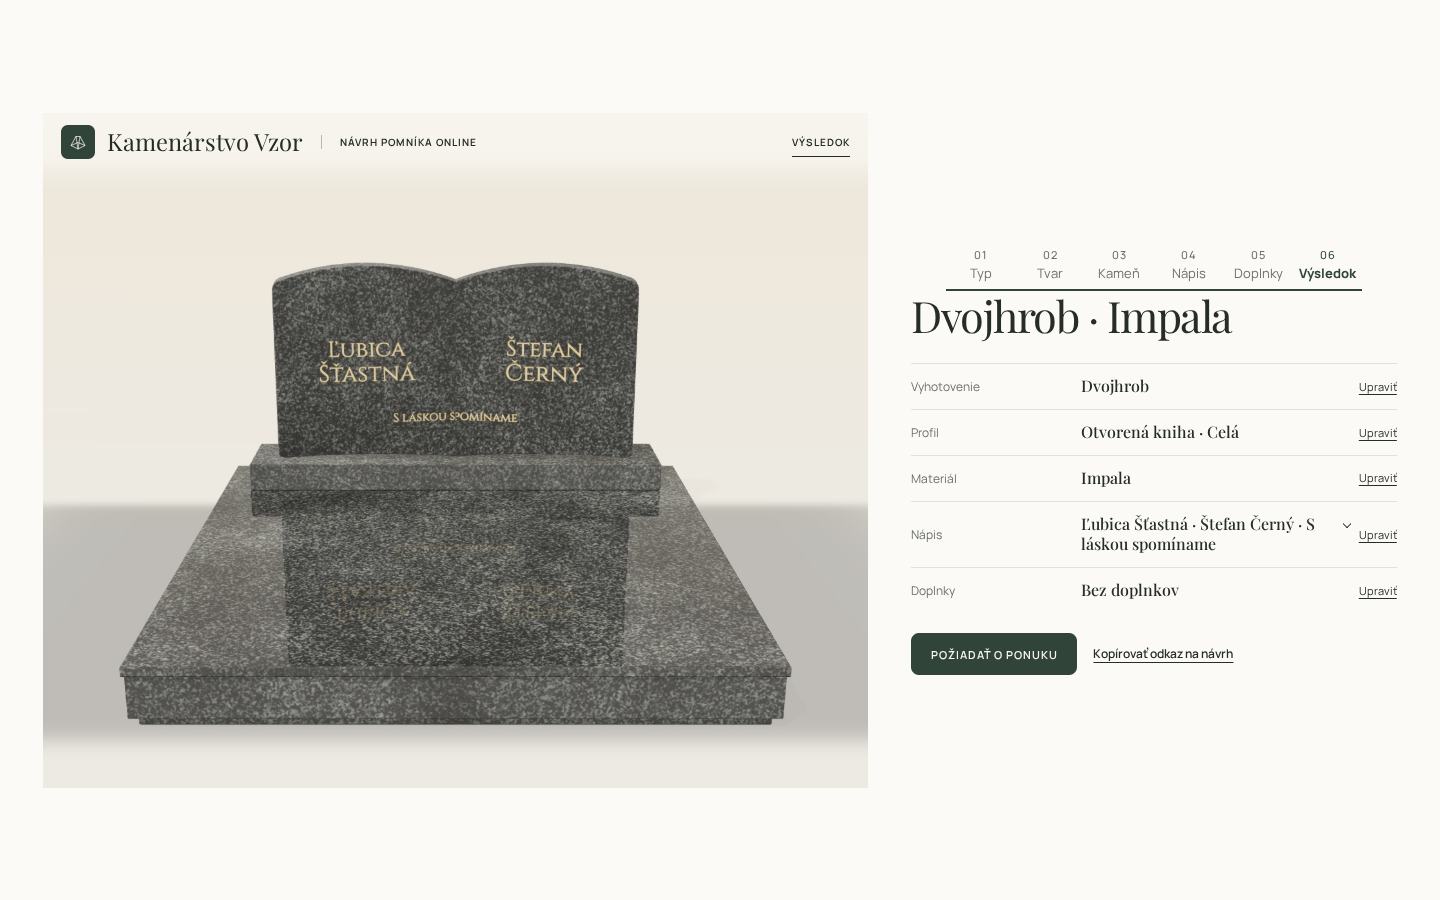 Kamenárstvo Vzor
NÁVRH POMNÍKA ONLINE
VÝSLEDOK
ĽUBICA
ŠŤASTNÁ
ŠTEFAN
ČERNÝ
S LÁSKOU SPOMÍNAME
01
Typ
02
Tvar
03
Kameň
04
Nápis
05
Doplnky
06
Výsledok
Dvojhrob · Impala
Vyhotovenie
Dvojhrob
Upraviť
Profil
Otvorená kniha · Celá
Upraviť
Materiál
Impala
Upraviť
Nápis
Ľubica Šťastná · Štefan Černý · S
láskou spomíname
Upraviť
Doplnky
Bez doplnkov
Upraviť
POŽIADAŤ O PONUKU
Kopírovať odkaz na návrh